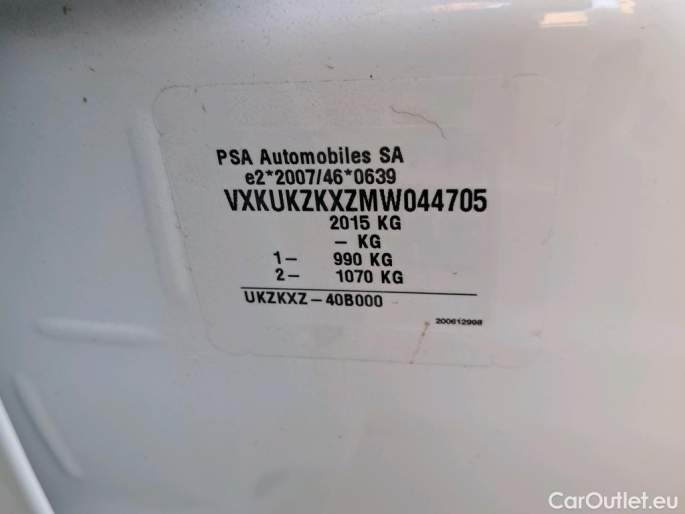 PSA Automobiles SA
e2*2007/46*0639
VXKUKZKXZMW044705
2015 KG
- KG
1- 990 KG
2- 1070 KG
UKZKXZ-40B000
200612998
CarOutlet.eu